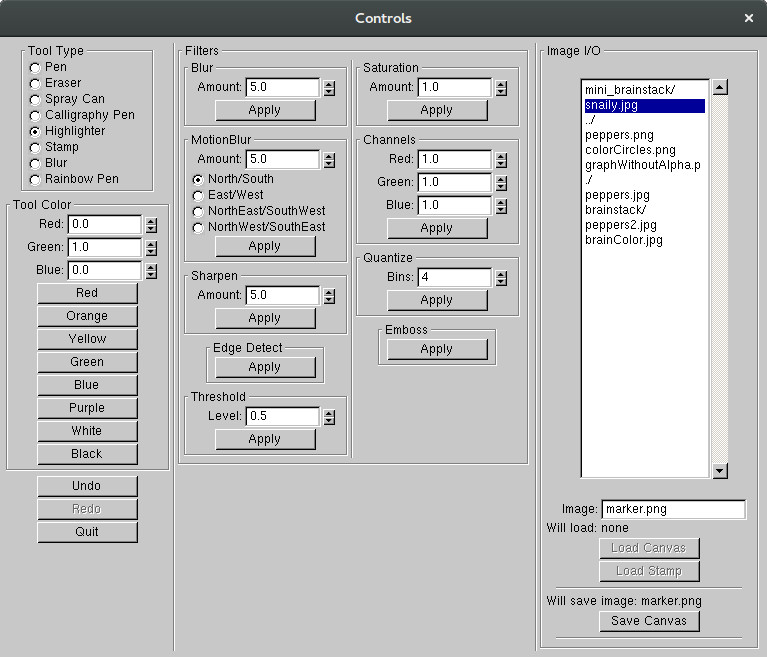 Controls
Tool Type
Pen
Eraser
Spray Can
Calligraphy Pen
Highlighter
Stamp
Blur
Rainbow Pen
Tool Color
Red: 0.0
Green: 1.0
Blue: 0.0
Red
Orange
Yellow
Green
Blue
Purple
White
Black
Undo
Redo
Quit
Filters
Blur
Amount: 5.0
Apply
MotionBlur
Amount: 5.0
North/South
East/West
NorthEast/SouthWest
NorthWest/SouthEast
Apply
Sharpen
Amount: 5.0
Apply
Edge Detect
Apply
Threshold
Level: 0.5
Apply
Saturation
Amount: 1.0
Apply
Channels
Red: 1.0
Green: 1.0
Blue: 1.0
Apply
Quantize
Bins: 4
Apply
Emboss
Apply
Image I/O
mini_brainstack/
snaily.jpg
../
peppers.png
colorCircles.png
graphWithoutAlpha.p
./
peppers.jpg
brainstack/
peppers2.jpg
brainColor.jpg
Image: marker.png
Will load: none
Load Canvas
Load Stamp
Will save image: marker.png
Save Canvas